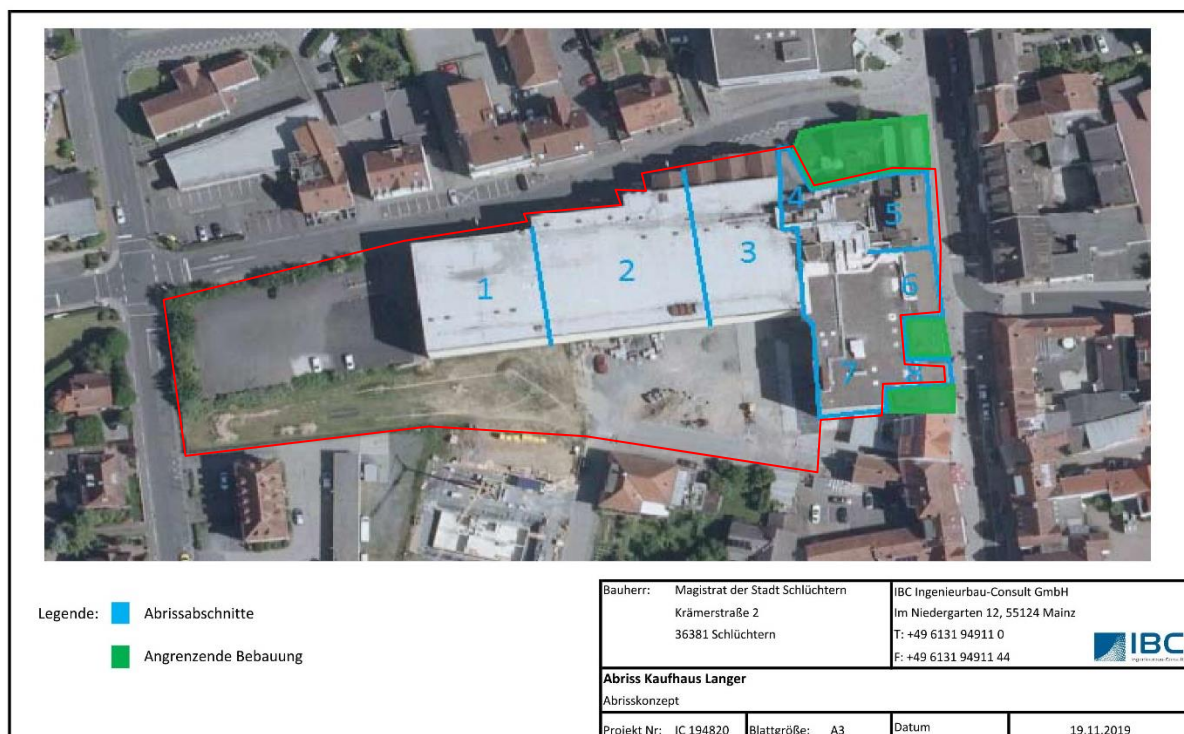 1
2
3
4
5
6
7
8
Legende:
Abrissabschnitte
Angrenzende Bebauung
Bauherr: Magistrat der Stadt Schlüchtern
Krämerstraße 2
36381 Schlüchtern
IBC Ingenieurbau-Consult GmbH
Im Niedergarten 12, 55124 Mainz
T: +49 6131 94911 0
F: +49 6131 94911 44
IBC
Abriss Kaufhaus Langer
Abrisskonzept
Projekt Nr: IC 194820 Blattgröße: A3 Datum 19.11.2019